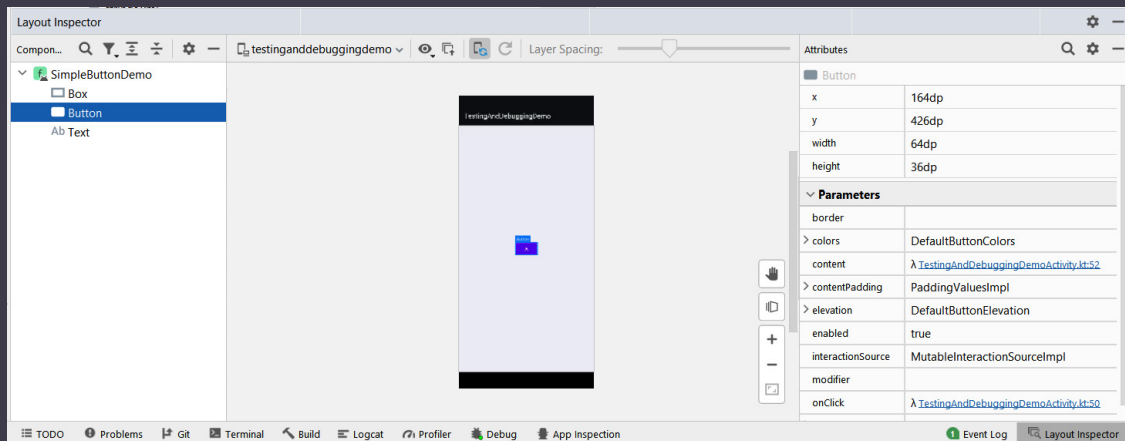 Layout Inspector
Compon...
testinganddebuggingdemo
Layer Spacing:
Attributes
SimpleButtonDemo
Box
Button
Ab Text
TestingAndDebuggingDemo
Button
x 164dp
y 426dp
width 64dp
height 36dp
Parameters
border
colors DefaultButtonColors
content λ TestingAndDebuggingDemoActivity.kt:52
contentPadding PaddingValuesImpl
elevation DefaultButtonElevation
enabled true
interactionSource MutableInteractionSourceImpl
modifier
onClick λ TestingAndDebuggingDemoActivity.kt:50
TODO Problems Git Terminal Build Logcat Profiler Debug App Inspection 1 Event Log Layout Inspector